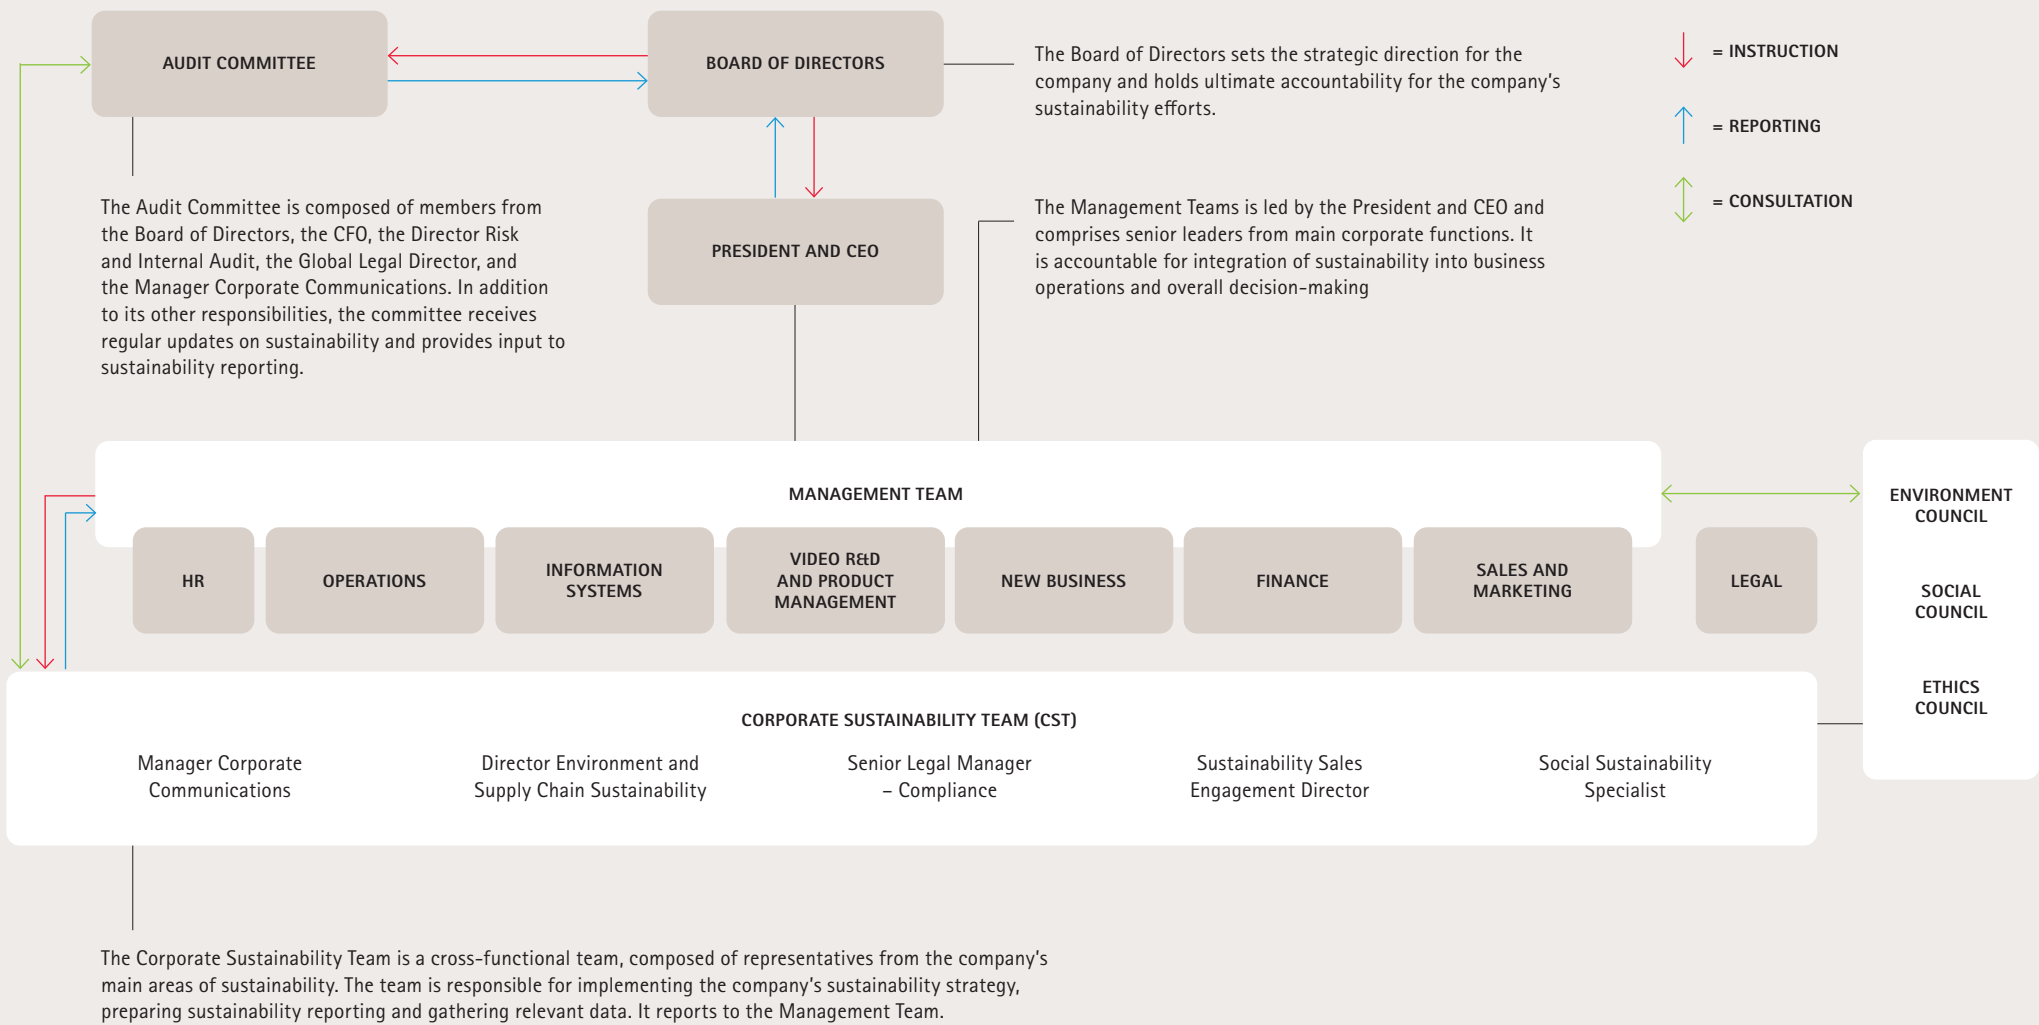 AUDIT COMMITTEE
BOARD OF DIRECTORS
The Board of Directors sets the strategic direction for the
company and holds ultimate accountability for the company's
sustainability efforts.
= INSTRUCTION
= REPORTING
= CONSULTATION
The Audit Committee is composed of members from
the Board of Directors, the CFO, the Director Risk
and Internal Audit, the Global Legal Director, and
the Manager Corporate Communications. In addition
to its other responsibilities, the committee receives
regular updates on sustainability and provides input to
sustainability reporting.
PRESIDENT AND CEO
The Management Teams is led by the President and CEO and
comprises senior leaders from main corporate functions. It
is accountable for integration of sustainability into business
operations and overall decision-making
MANAGEMENT TEAM
HR
OPERATIONS
INFORMATION
SYSTEMS
VIDEO R&D
AND PRODUCT
MANAGEMENT
NEW BUSINESS
FINANCE
SALES AND
MARKETING
LEGAL
ENVIRONMENT
COUNCIL
SOCIAL
COUNCIL
ETHICS
COUNCIL
CORPORATE SUSTAINABILITY TEAM (CST)
Manager Corporate
Communications
Director Environment and
Supply Chain Sustainability
Senior Legal Manager
– Compliance
Sustainability Sales
Engagement Director
Social Sustainability
Specialist
The Corporate Sustainability Team is a cross-functional team, composed of representatives from the company's
main areas of sustainability. The team is responsible for implementing the company's sustainability strategy,
preparing sustainability reporting and gathering relevant data. It reports to the Management Team.